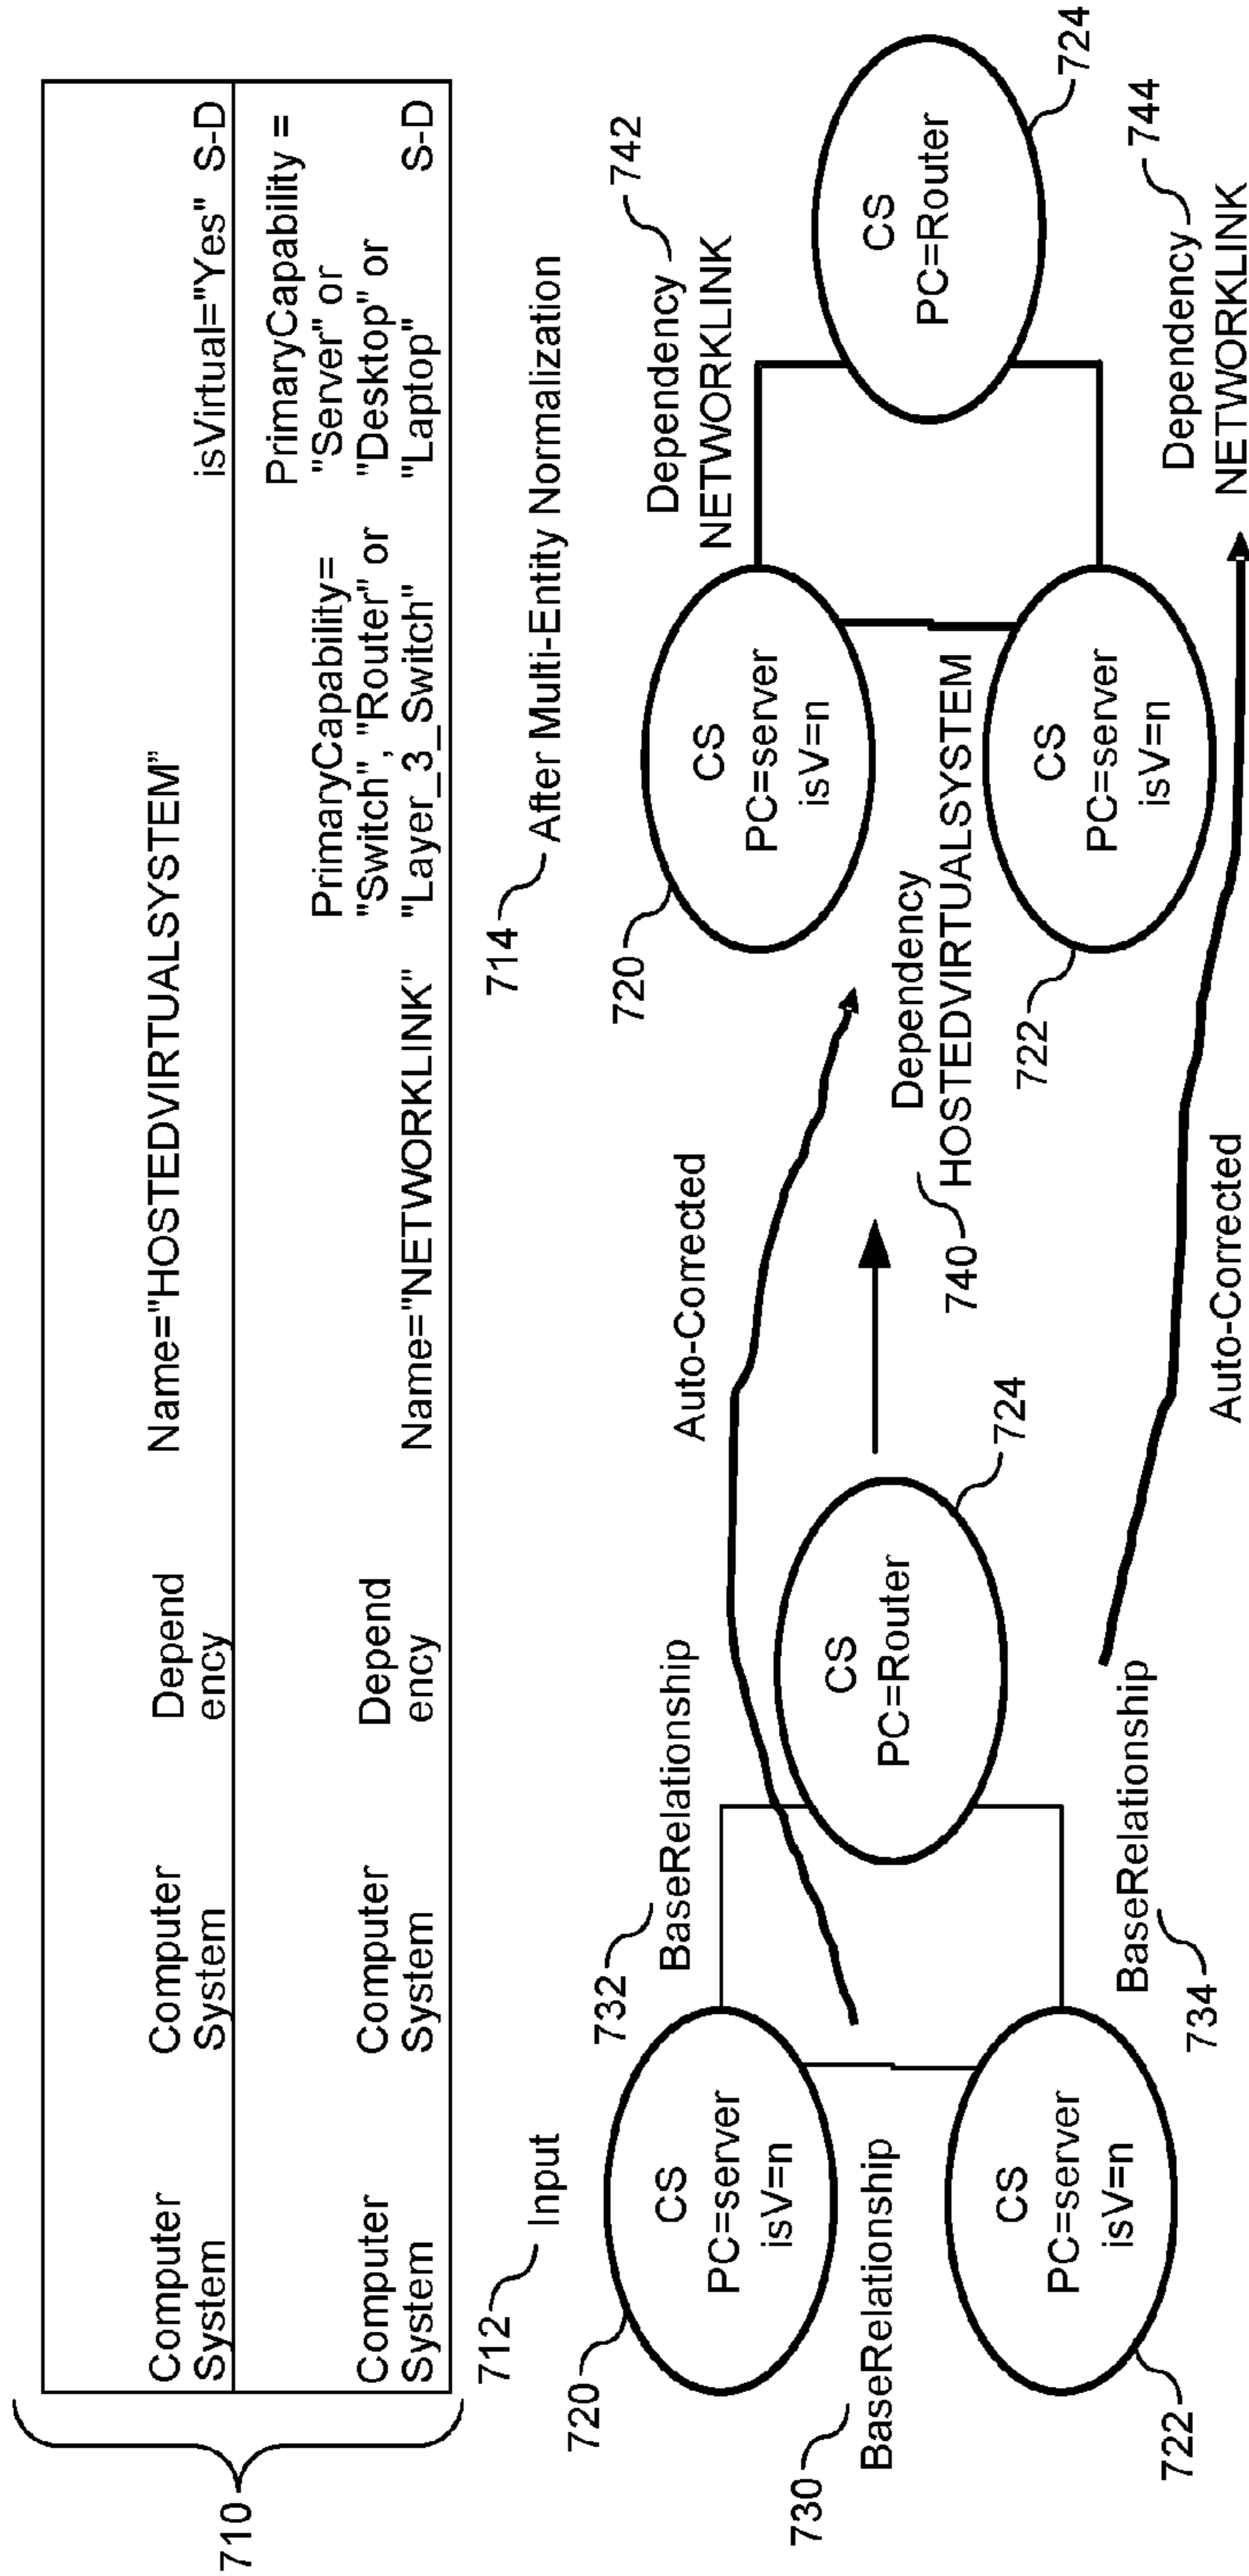 710
Computer
System
Computer
System
Depend
ency
Name="HOSTEDVIRTUALSYSTEM"
isVirtual="Yes" S-D
Computer
System
Computer
System
Depend
ency
Name="NETWORKLINK"
PrimaryCapability=
"Switch", "Router" or
"Layer_3_Switch"
PrimaryCapability =
"Server" or
"Desktop" or
"Laptop"
S-D
712 Input
720
CS
PC=server
isV=n
730
BaseRelationship
722
CS
PC=server
isV=n
732
BaseRelationship
CS
PC=Router
724
BaseRelationship
734
Auto-Corrected
Auto-Corrected
714 After Multi-Entity Normalization
720
CS
PC=server
isV=n
Dependency
HOSTEDVIRTUALSYSTEM
740
722
CS
PC=server
isV=n
Dependency 742
NETWORKLINK
CS
PC=Router
724
Dependency 744
NETWORKLINK